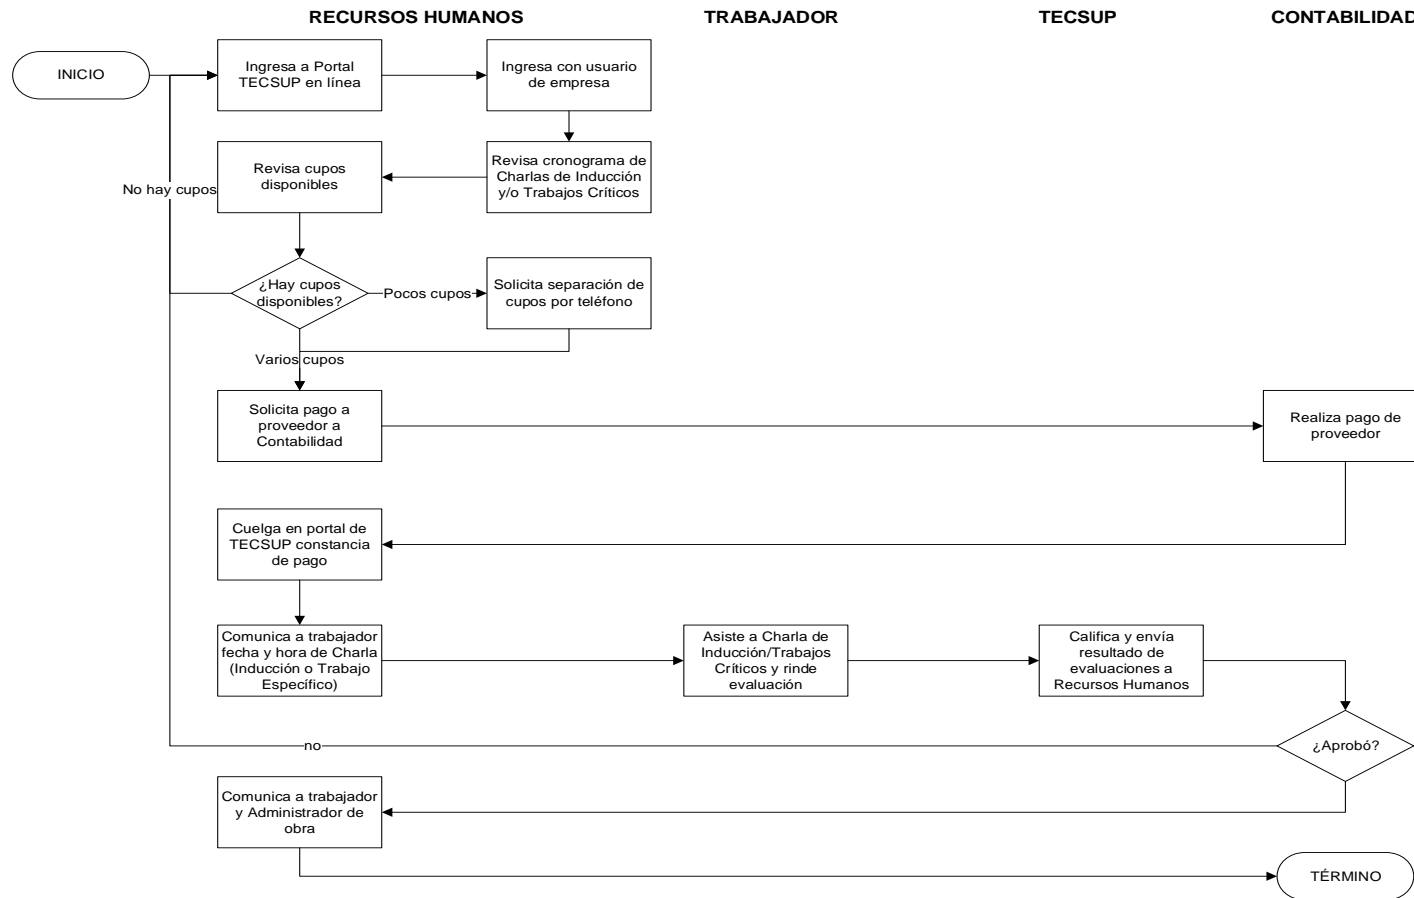 RECURSOS HUMANOS
TRABAJADOR
TECSUP
CONTABILIDAD
INICIO
Ingresa a Portal
TECSUP en línea
Ingresa con usuario
de empresa
Revisa cupos
disponibles
Revisa cronograma de
Charlas de Inducción
y/o Trabajos Críticos
No hay cupos
¿Hay cupos
disponibles?
Pocos cupos
Solicita separación de
cupos por teléfono
Varios cupos
Solicita pago a
proveedor a
Contabilidad
Realiza pago de
proveedor
Cuelga en portal de
TECSUP constancia
de pago
Comunica a trabajador
fecha y hora de Charla
(Inducción o Trabajo
Específico)
Asiste a Charla de
Inducción/Trabajos
Críticos y rinde
evaluación
Califica y envía
resultado de
evaluaciones a
Recursos Humanos
¿Aprobó?
no
Comunica a trabajador
y Administrador de
obra
TÉRMINO